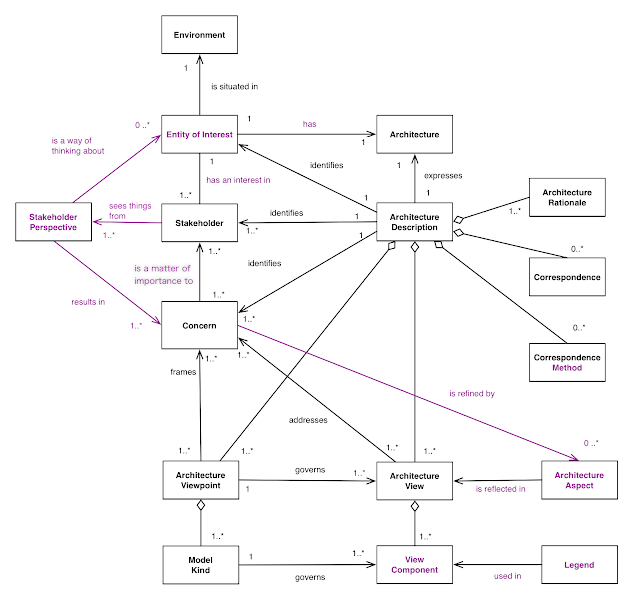 Environment
1
is situated in
0 ..*
Entity of Interest
1
has
1
Architecture
is a way of
thinking about
1
has an interest in
identifies
1
expresses
1
1..*
1
Stakeholder
Perspective
sees things
from
1..*
Stakeholder
1..*
identifies
1
Architecture
Description
1..*
Architecture
Rationale
1..*
1
is a matter of
importance to
identifies
0..*
Correspondence
results in
1..*
1..*
Concern
1..*
1..*
0..*
Correspondence
Method
frames
is refined by
addresses
1..*
1..*
1..*
1..*
0 ..*
Architecture
Viewpoint
governs
1
1..*
Architecture
View
is reflected in
Architecture
Aspect
1..*
1..*
Model
Kind
1
governs
1..*
View
Component
used in
Legend